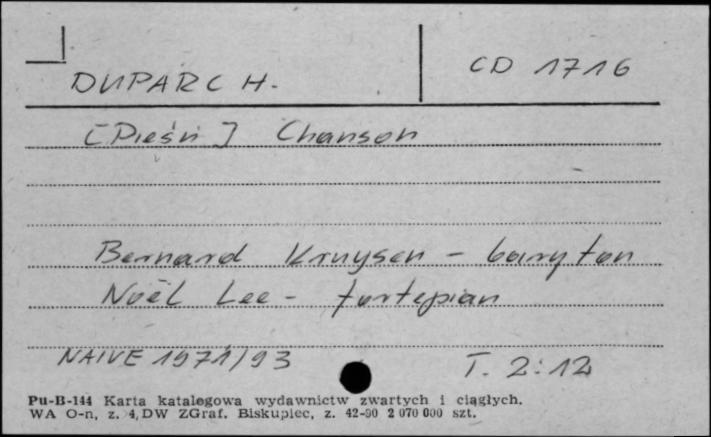 DUPARC H.
CD 1716
[Pieśń] Chanson
Bernard Kruysen - baryton
Noël Lee - fortepian
NAIVE 1971/93
T. 2:12
Pu-B-144 Karta katalogowa wydawnictw zwartych i ciągłych.
WA O-n, z. 4, DW ZGraf. Biskupiec, z. 42-90 2 070 000 szt.